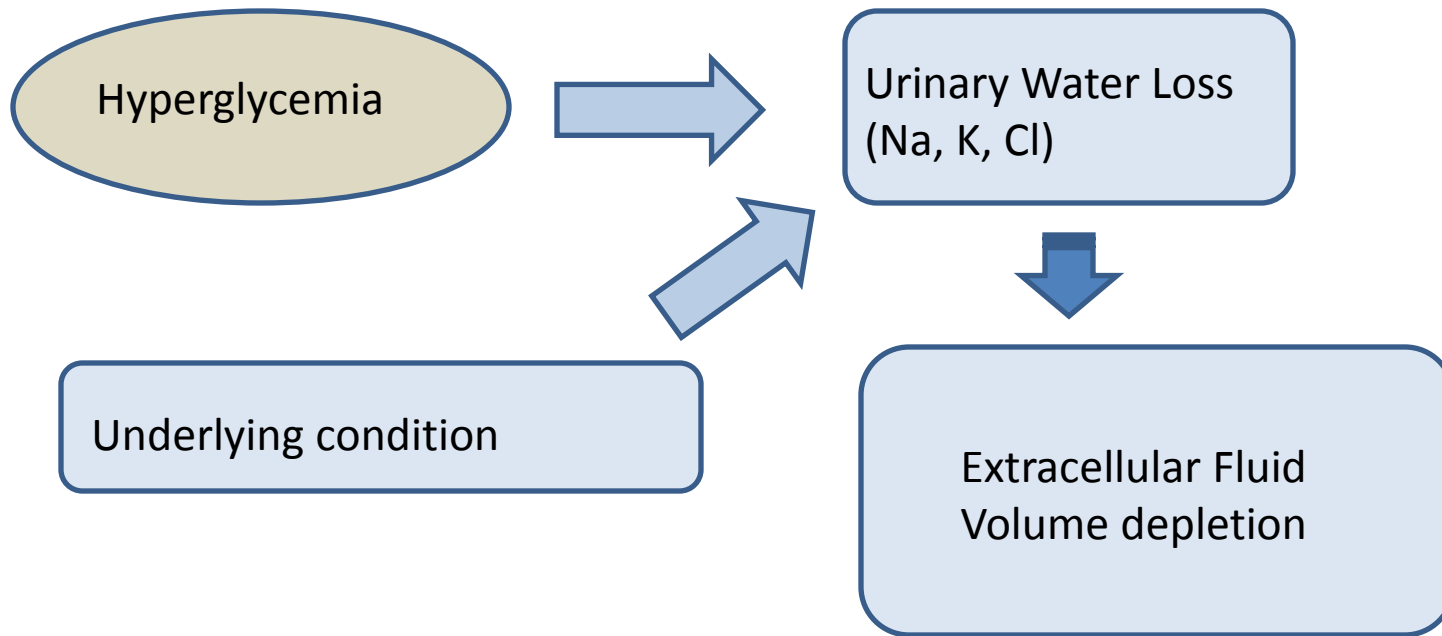 Hyperglycemia
Urinary Water Loss
(Na, K, Cl)
Underlying condition
Extracellular Fluid
Volume depletion